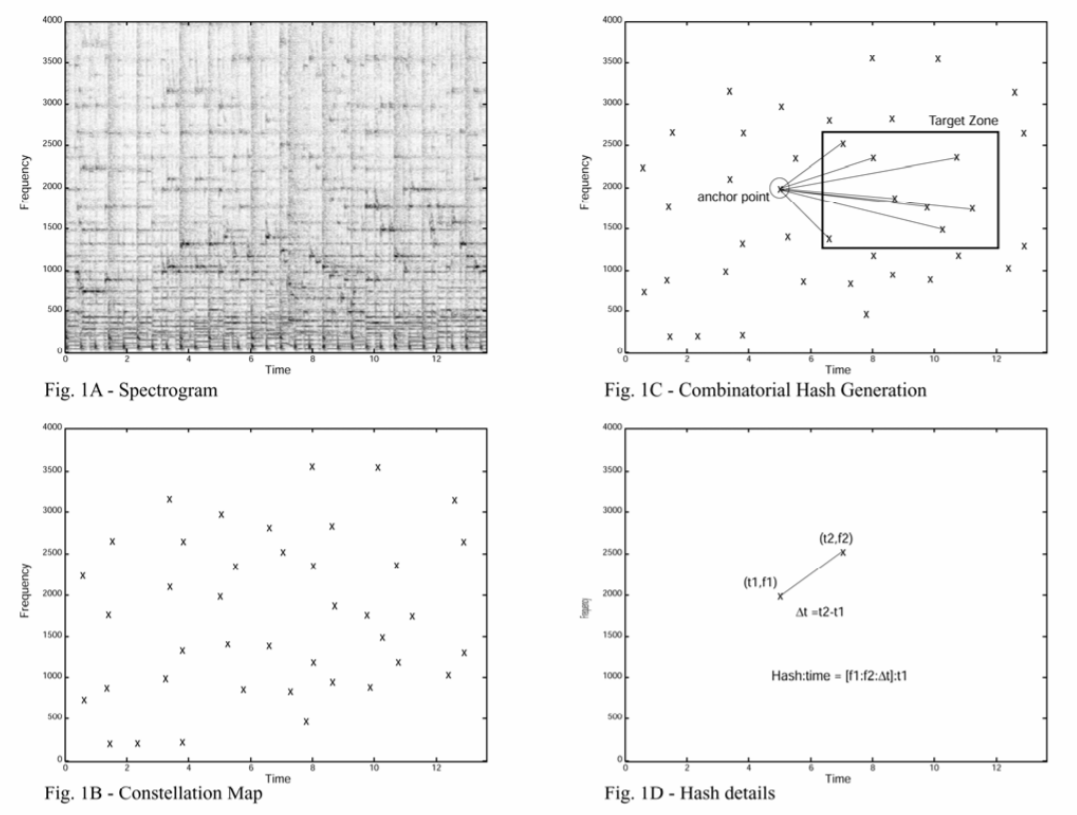 4000
3500
3000
2500
2000
1500
1000
500
0
Frequency
0 2 4 6 8 10 12
Time
Fig. 1A - Spectrogram
4000
3500
3000
2500
2000
1500
1000
500
0
Frequency
Target Zone
anchor point
0 2 4 6 8 10 12
Time
Fig. 1C - Combinatorial Hash Generation
4000
3500
3000
2500
2000
1500
1000
500
0
Frequency
0 2 4 6 8 10 12
Time
Fig. 1B - Constellation Map
4000
3500
3000
2500
2000
1500
1000
500
0
Frequency
(t2,f2)
(t1,f1)
Δt =t2-t1
Hash:time = [f1:f2:Δt]:t1
0 2 4 6 8 10 12
Time
Fig. 1D - Hash details